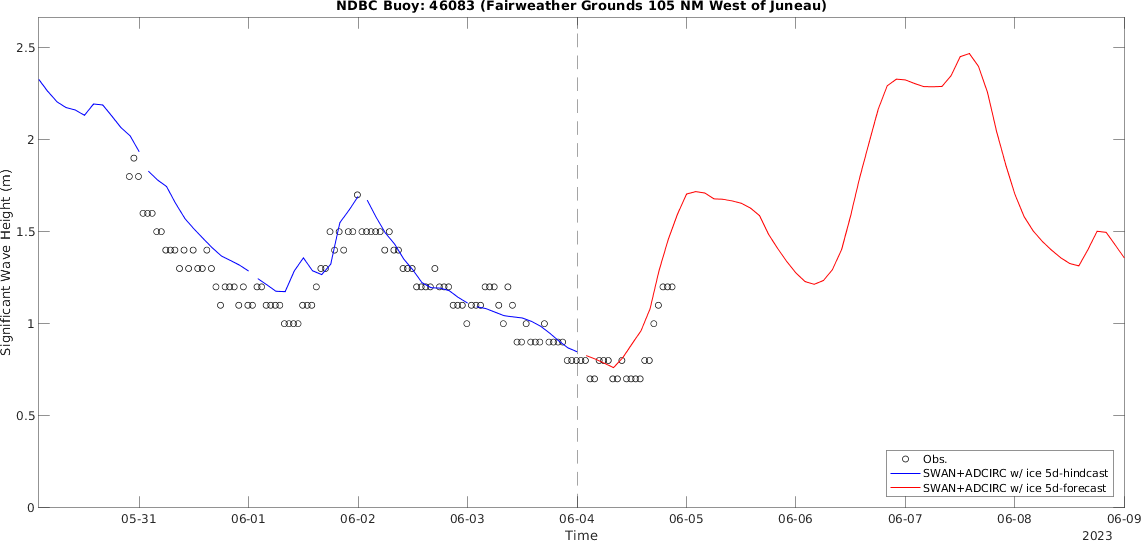 NDBC Buoy: 46083 (Fairweather Grounds 105 NM West of Juneau)
Significant Wave Height (m)
2.5
2
1.5
1
0.5
0
05-31 06-01 06-02 06-03 06-04 06-05 06-06 06-07 06-08 06-09
Time
2023
Obs.
SWAN+ADCIRC w/ ice 5d-hindcast
SWAN+ADCIRC w/ ice 5d-forecast